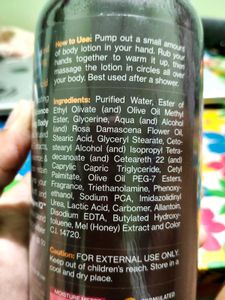 How to Use: Pump out a small amount
of body lotion in your hand. Rub your
hands together to warm it up, then
massage the lotion in circles all over
your body. Best used after a shower.
Ingredients: Purified Water, Ester of
Ethyl Olivate (and) Olive Oil Methyl
Ester, Glycerine, Aqua (and) Alcohol
(and) Rosa Damascena Flower Oil,
Stearic Acid, Glyceryl Stearate, Ceto-
stearyl Alcohol (and) Isopropyl Tetra-
decanoate (and) Ceteareth 22 (and)
Caprylic Capric Triglyceride, Cetyl
Palmitate, Olive Oil PEG-7 Esters,
Fragrance, Triethanolamine, Phenoxy-
ethanol, Sodium PCA, Imidazolidinyl
Urea, Lactic Acid, Carbomer, Allantoin,
Disodium EDTA, Butylated Hydroxy-
toluene, Mel (Honey) Extract and Color
C.I. 14720.
Caution: FOR EXTERNAL USE ONLY.
Keep out of children's reach. Store in a
cool and dry place.